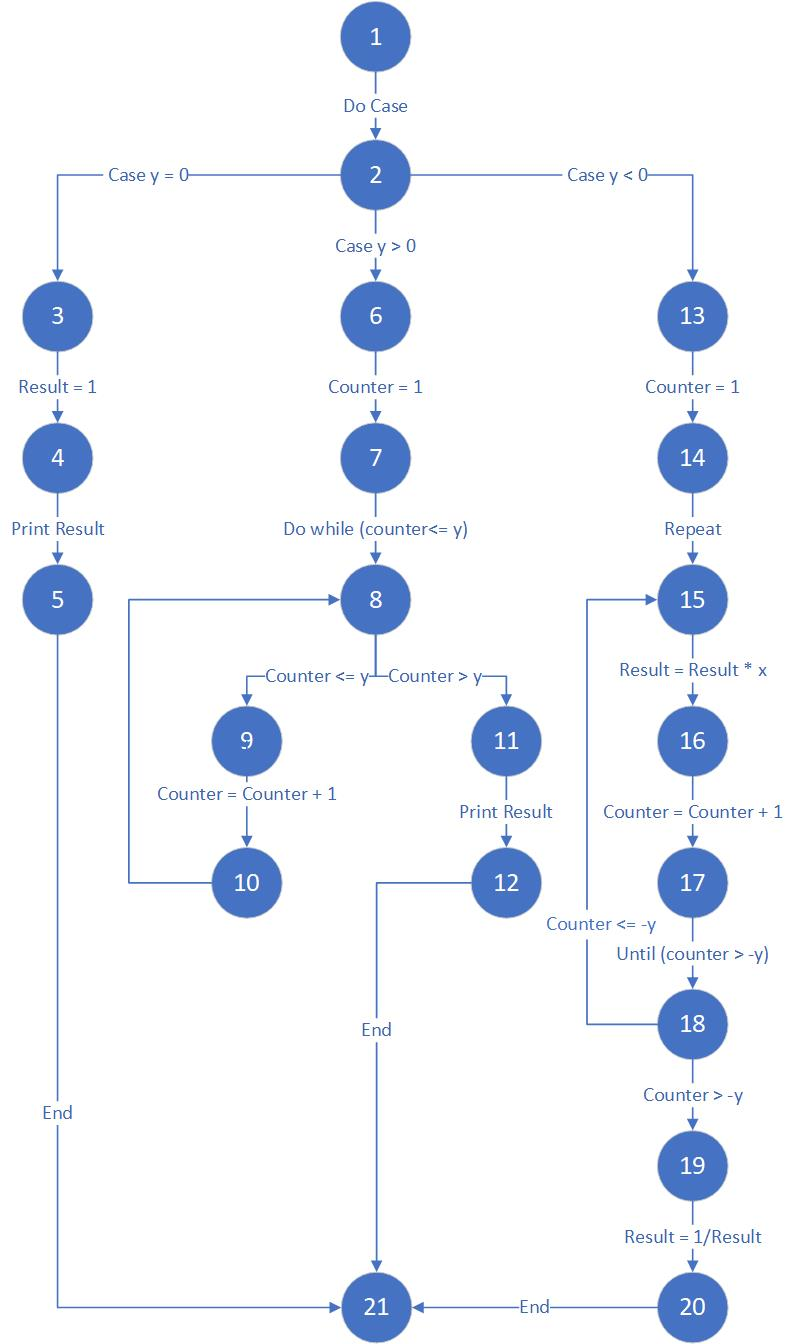 1
Do Case
Case y = 0
2
Case y < 0
Case y > 0
3
6
13
Result = 1
Counter = 1
Counter = 1
4
7
14
Print Result
Do while (counter<= y)
Repeat
5
8
15
Counter <= y
Counter > y
Result = Result * x
9
11
16
Counter = Counter + 1
Print Result
Counter = Counter + 1
10
12
17
Counter <= -y
Until (counter > -y)
18
End
Counter > -y
End
19
Result = 1/Result
21
End
20